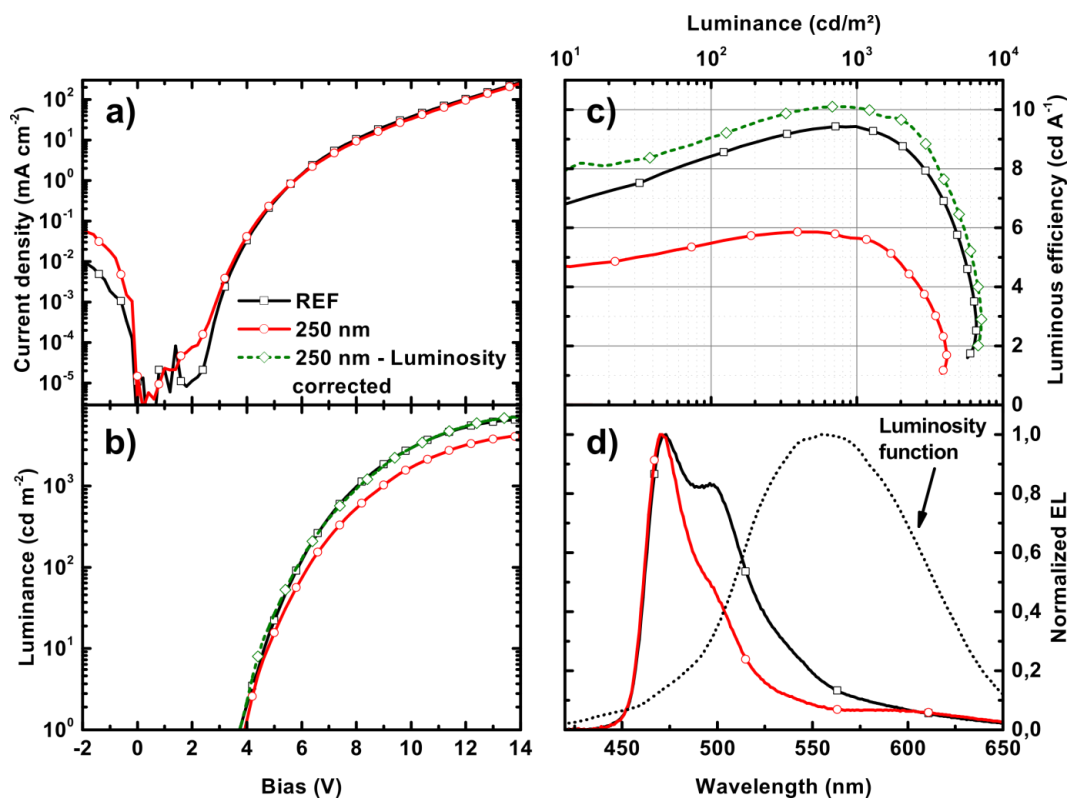 a)
Current density (mA cm⁻²)
10²
10¹
10⁰
10⁻¹
10⁻²
10⁻³
10⁻⁴
10⁻⁵
REF
250 nm
250 nm - Luminosity
corrected
b)
Luminance (cd m⁻²)
10³
10²
10¹
10⁰
-2 0 2 4 6 8 10 12 14
Bias (V)
Luminance (cd/m²)
10¹ 10² 10³ 10⁴
c)
Luminous efficiency (cd A⁻¹)
10
8
6
4
2
0
d)
Luminosity
function
Normalized EL
1,0
0,8
0,6
0,4
0,2
0,0
450 500 550 600 650
Wavelength (nm)